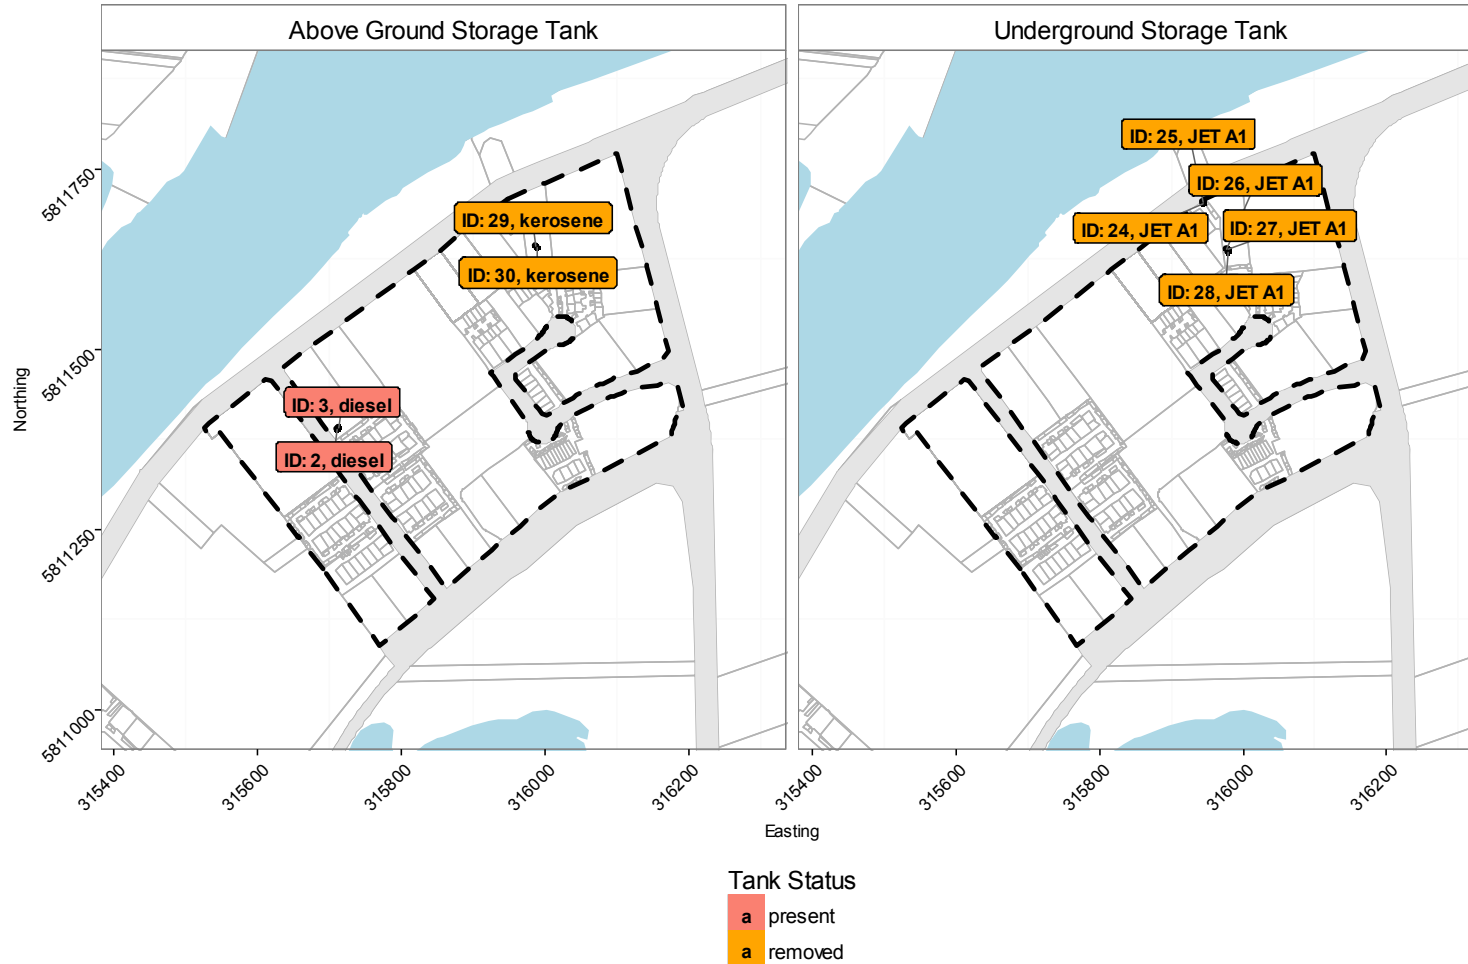 Above Ground Storage Tank
Underground Storage Tank
Northing
5811750
5811500
5811250
5811000
ID: 29, kerosene
ID: 30, kerosene
ID: 3, diesel
ID: 2, diesel
ID: 25, JET A1
ID: 26, JET A1
ID: 24, JET A1
ID: 27, JET A1
ID: 28, JET A1
315400
315600
315800
316000
316200
315400
315600
315800
316000
316200
Easting
Tank Status
a present
a removed